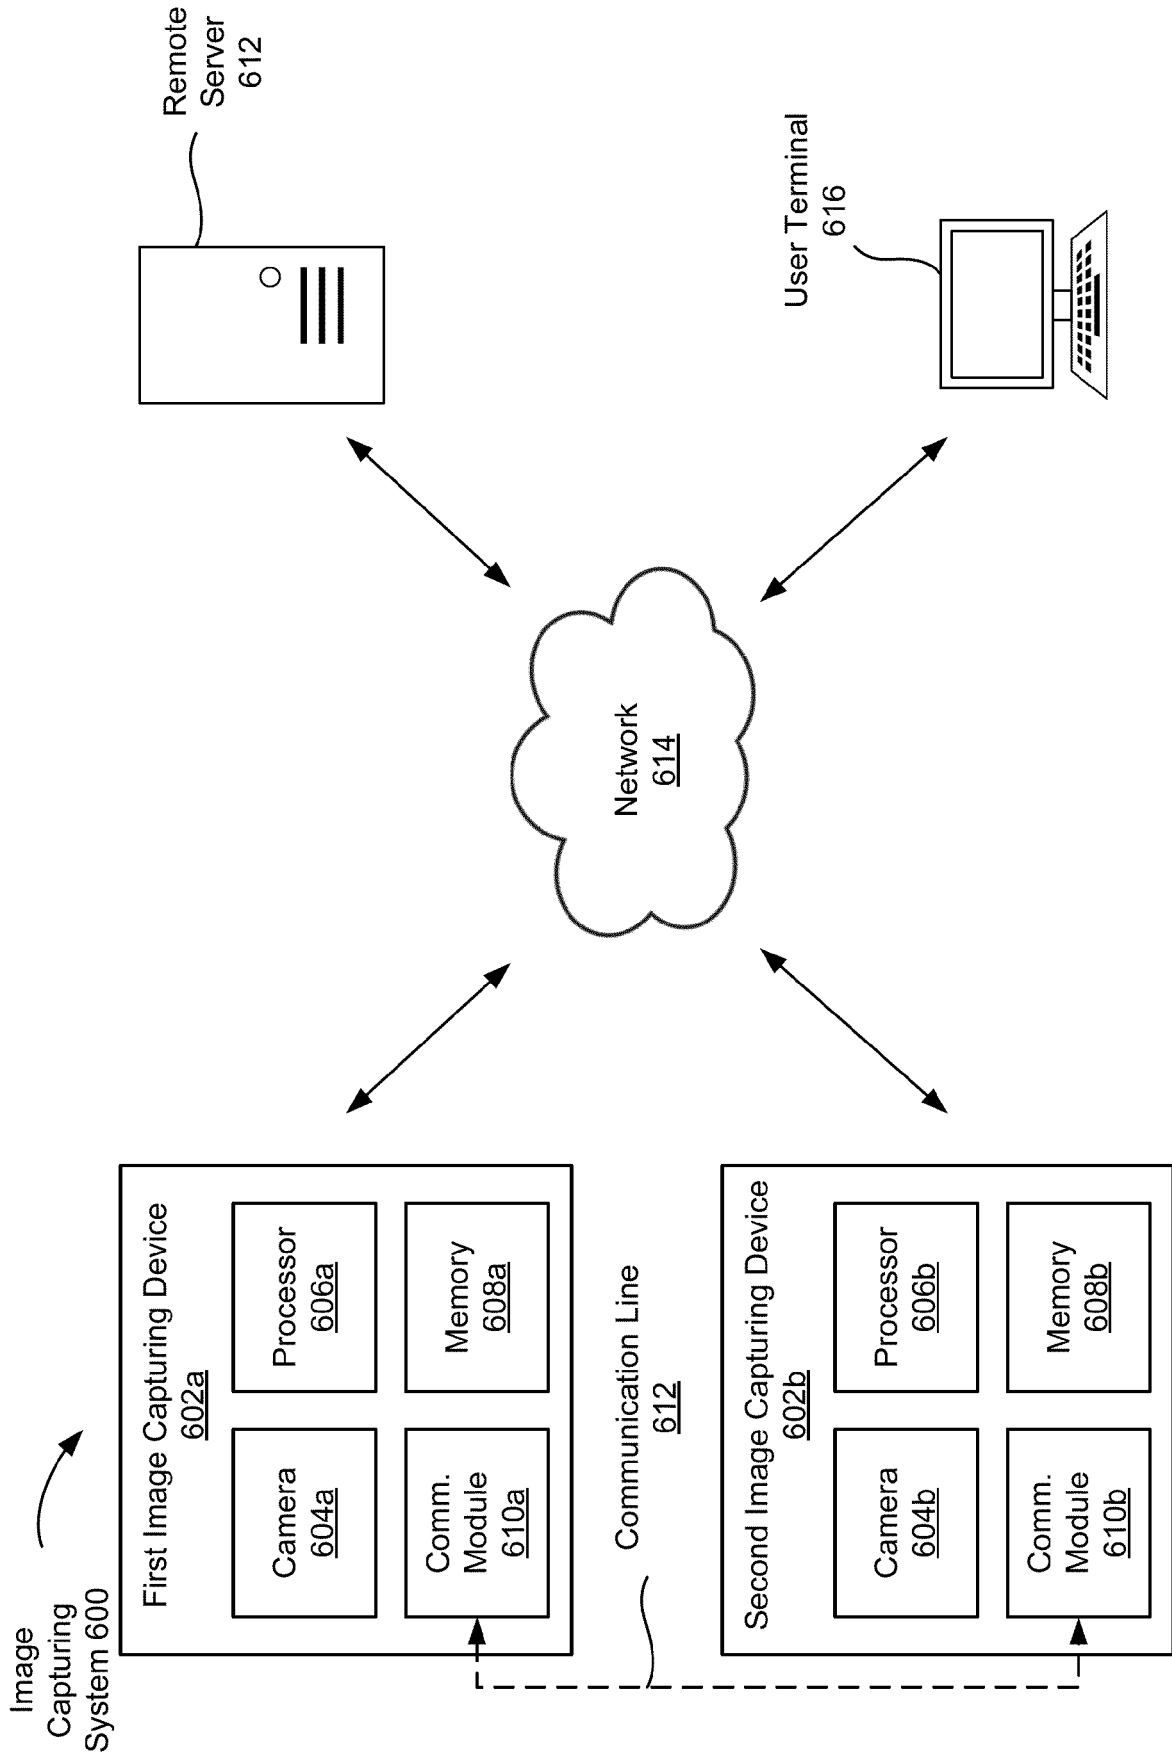 Image
Capturing
System 600
First Image Capturing Device
602a
Camera
604a
Processor
606a
Comm.
Module
610a
Memory
608a
Communication Line
612
Second Image Capturing Device
602b
Camera
604b
Processor
606b
Comm.
Module
610b
Memory
608b
Network
614
Remote
Server
612
User Terminal
616